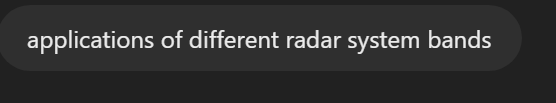 applications of different radar system bands